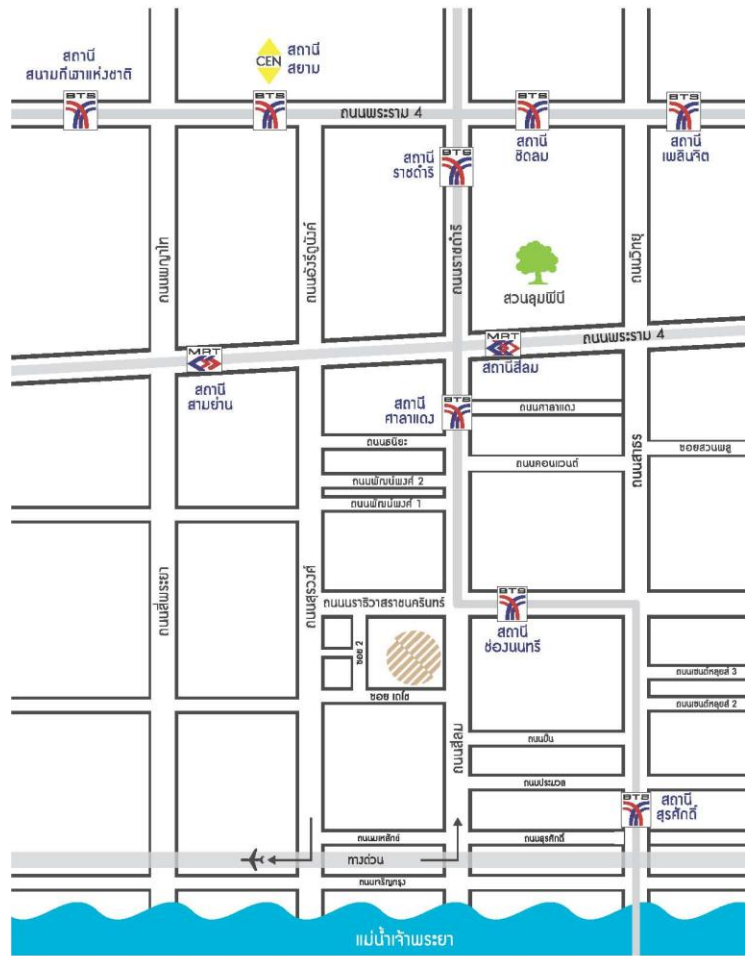 สถานี
สนามกีฬาแห่งชาติ
CEN
สถานี
สยาม
BTS
BTS
BTS
BTS
ถนนพระราม 4
สถานี
ราชดำริ
BTS
สถานี
ชิดลม
สถานี
เพลินจิต
ถนนพญาไท
ถนนอังรีดูนังต์
ถนนราชดำริ
ถนนวิทยุ
สวนลุมพินี
MRT
สถานี
สามย่าน
MRT
สถานีสีลม
ถนนพระราม 4
สถานี
ศาลาแดง
BTS
ถนนศาลาแดง
ถนนธนิยะ
ถนนคอนแวนต์
ซอยสวนพลู
ถนนสาธร
ถนนพัฒน์พงศ์ 2
ถนนพัฒน์พงศ์ 1
ถนนสี่พระยา
ถนนสุรวงศ์
ถนนนราธิวาสราชนครินทร์
BTS
สถานี
ช่องนนทรี
ซอย 2
ซอย เดโช
ถนนเซนต์หลุยส์ 3
ถนนเซนต์หลุยส์ 2
ถนนสีลม
ถนนปั้น
ถนนประมวล
BTS
สถานี
สุรศักดิ์
ถนนมเหสักข์
ถนนสุรศักดิ์
ทางด่วน
ถนนเจริญกรุง
แม่น้ำเจ้าพระยา